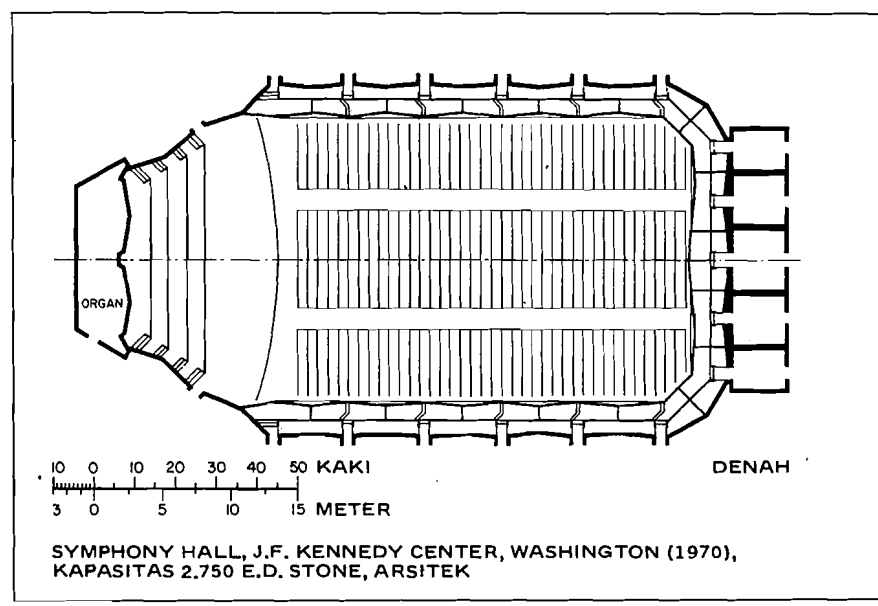 ORGAN
10 0 10 20 30 40 50 KAKI
DENAH
3 0 5 10 15 METER
SYMPHONY HALL, J.F. KENNEDY CENTER, WASHINGTON (1970),
KAPASITAS 2.750 E.D. STONE, ARSITEK